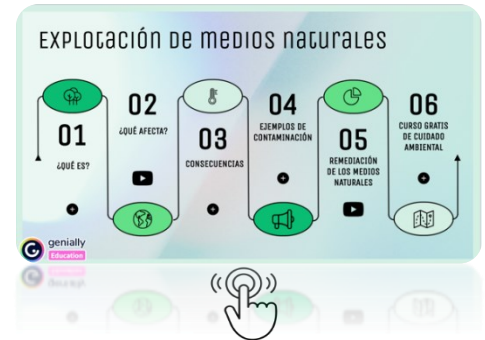 Explotación de medios naturales
01
¿QUÉ ES?
02
¿QUÉ AFECTA?
03
CONSECUENCIAS
04
EJEMPLOS DE
CONTAMINACIÓN
05
REMEDIACIÓN
DE LOS MEDIOS
NATURALES
06
CURSO GRATIS
DE CUIDADO
AMBIENTAL
genially
Education